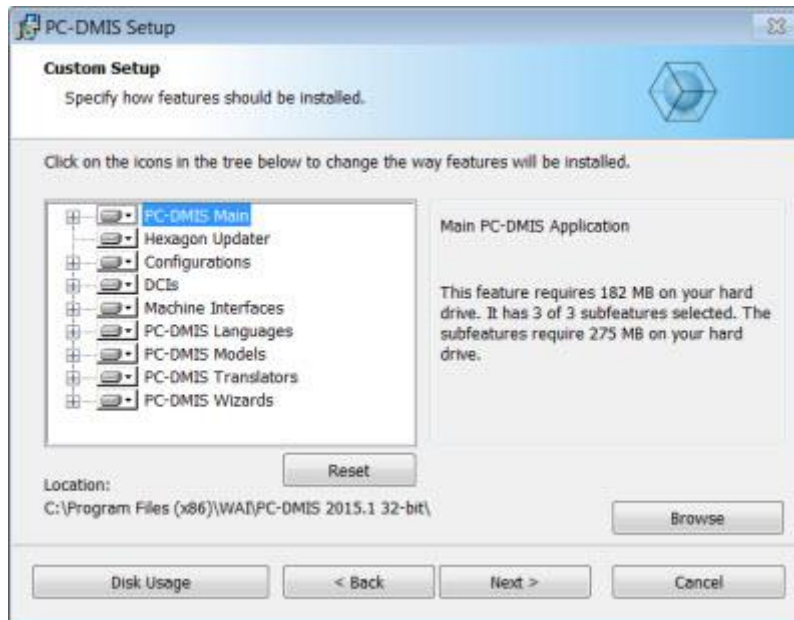 PC-DMIS Setup
Custom Setup
Specify how features should be installed.
Click on the icons in the tree below to change the way features will be installed.
PC-DMIS Main
Hexagon Updater
Configurations
DCIs
Machine Interfaces
PC-DMIS Languages
PC-DMIS Models
PC-DMIS Translators
PC-DMIS Wizards
Main PC-DMIS Application
This feature requires 182 MB on your hard
drive. It has 3 of 3 subfeatures selected. The
subfeatures require 275 MB on your hard
drive.
Reset
Location:
C:\Program Files (x86)\WAI\PC-DMIS 2015.1 32-bit\
Browse
Disk Usage
< Back
Next >
Cancel